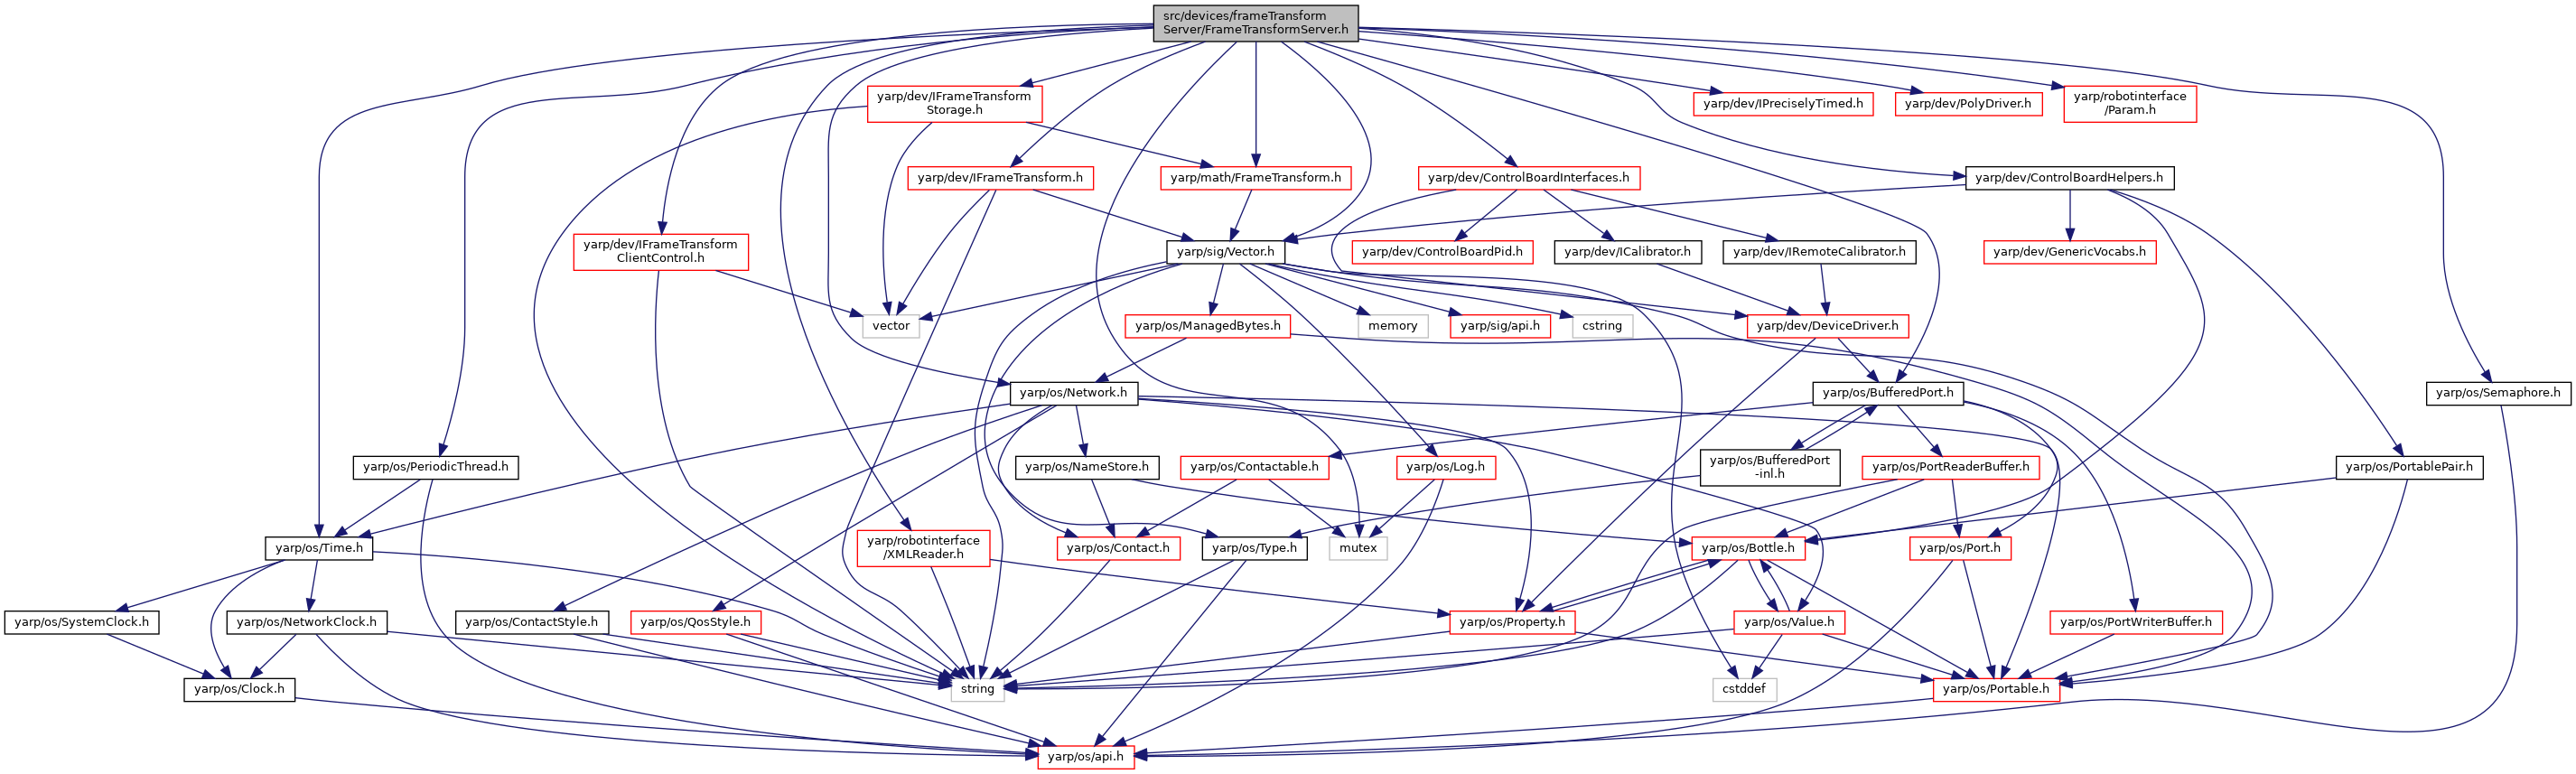 src/devices/frameTransform
Server/FrameTransformServer.h
yarp/dev/IFrameTransform
Storage.h
yarp/dev/IPreciselyTimed.h
yarp/dev/PolyDriver.h
yarp/robotinterface
/Param.h
yarp/dev/IFrameTransform.h
yarp/math/FrameTransform.h
yarp/dev/ControlBoardInterfaces.h
yarp/dev/ControlBoardHelpers.h
yarp/dev/IFrameTransform
ClientControl.h
yarp/sig/Vector.h
yarp/dev/ControlBoardPid.h
yarp/dev/ICalibrator.h
yarp/dev/IRemoteCalibrator.h
yarp/dev/GenericVocabs.h
vector
yarp/os/ManagedBytes.h
memory
yarp/sig/api.h
cstring
yarp/dev/DeviceDriver.h
yarp/os/Network.h
yarp/os/BufferedPort.h
yarp/os/Semaphore.h
yarp/os/PeriodicThread.h
yarp/os/NameStore.h
yarp/os/Contactable.h
yarp/os/Log.h
yarp/os/BufferedPort
-inl.h
yarp/os/PortReaderBuffer.h
yarp/os/PortablePair.h
yarp/os/Time.h
yarp/robotinterface
/XMLReader.h
yarp/os/Contact.h
yarp/os/Type.h
mutex
yarp/os/Bottle.h
yarp/os/Port.h
yarp/os/SystemClock.h
yarp/os/NetworkClock.h
yarp/os/ContactStyle.h
yarp/os/QosStyle.h
yarp/os/Property.h
yarp/os/Value.h
yarp/os/PortWriterBuffer.h
yarp/os/Clock.h
string
cstddef
yarp/os/Portable.h
yarp/os/api.h